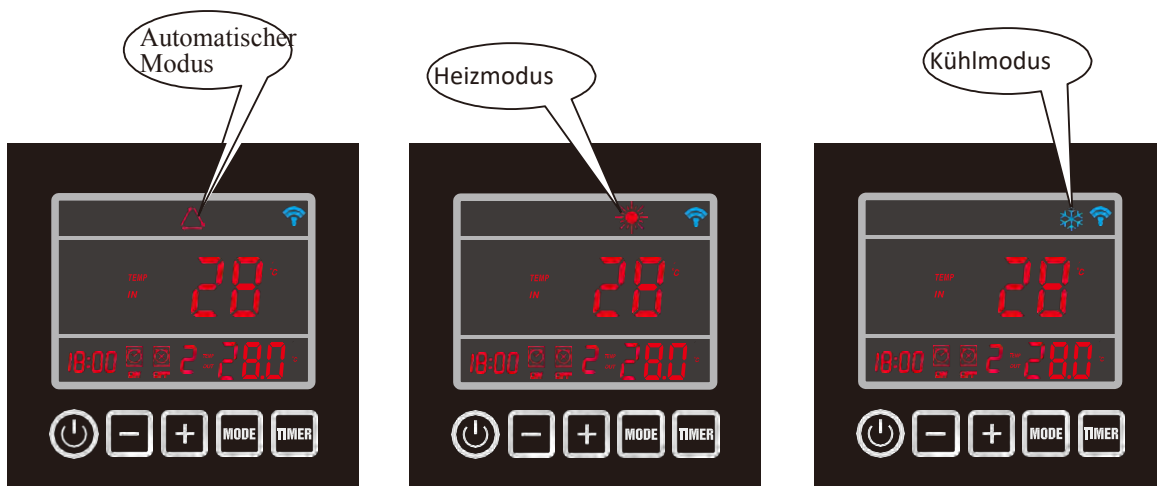 Automatischer
Modus
Heizmodus
Kühlmodus
28 °C
TEMP
IN
18:00 2 28.0
MODE TIMER
28 °C
TEMP
IN
18:00 2 28.0
MODE TIMER
28 °C
TEMP
IN
18:00 2 28.0
MODE TIMER